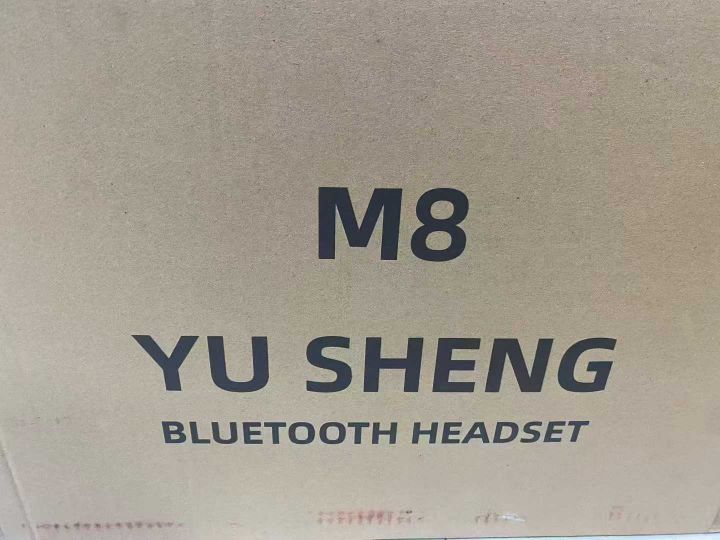 M8
YU SHENG
BLUETOOTH HEADSET